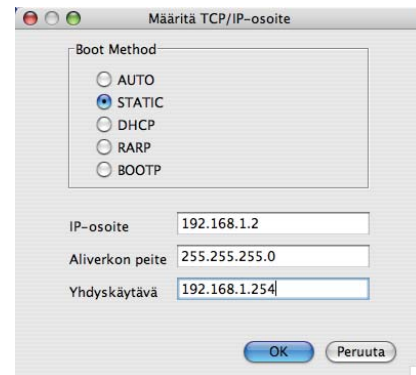 Määritä TCP/IP-osoite
Boot Method
AUTO
STATIC
DHCP
RARP
BOOTP
IP-osoite 192.168.1.2
Aliverkon peite 255.255.255.0
Yhdyskäytävä 192.168.1.254
OK Peruuta